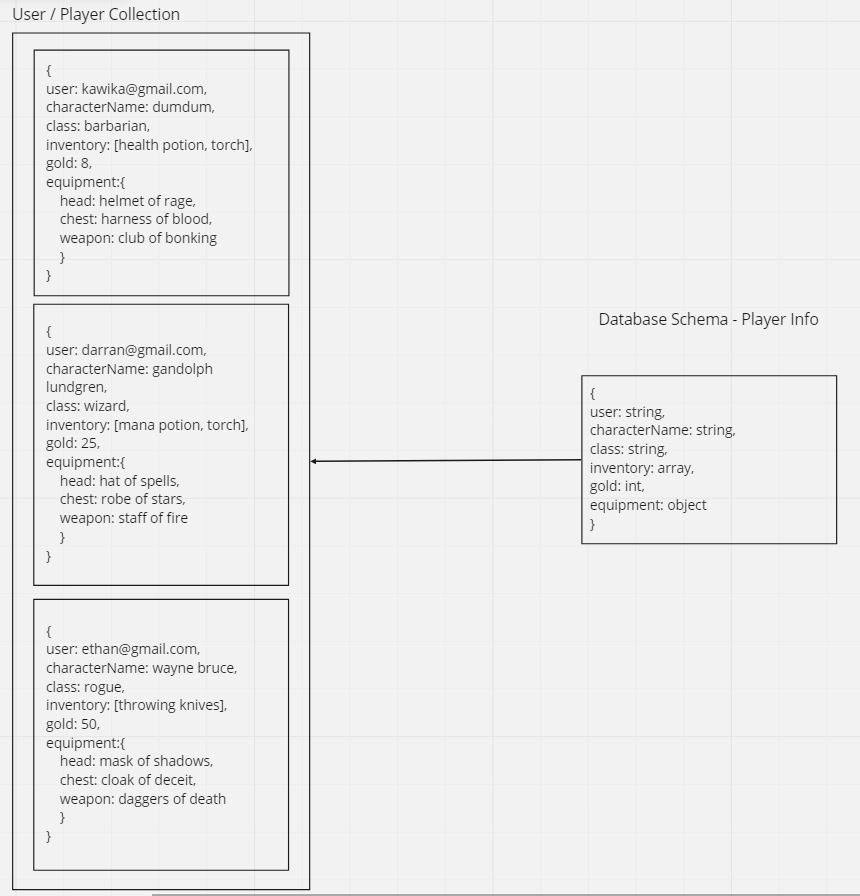 User / Player Collection
{
user: kawika@gmail.com,
characterName: dumdum,
class: barbarian,
inventory: [health potion, torch],
gold: 8,
equipment:{
head: helmet of rage,
chest: harness of blood,
weapon: club of bonking
}
}
{
user: darran@gmail.com,
characterName: gandolph
lundgren,
class: wizard,
inventory: [mana potion, torch],
gold: 25,
equipment:{
head: hat of spells,
chest: robe of stars,
weapon: staff of fire
}
}
{
user: ethan@gmail.com,
characterName: wayne bruce,
class: rogue,
inventory: [throwing knives],
gold: 50,
equipment:{
head: mask of shadows,
chest: cloak of deceit,
weapon: daggers of death
}
}
Database Schema - Player Info
{
user: string,
characterName: string,
class: string,
inventory: array,
gold: int,
equipment: object
}